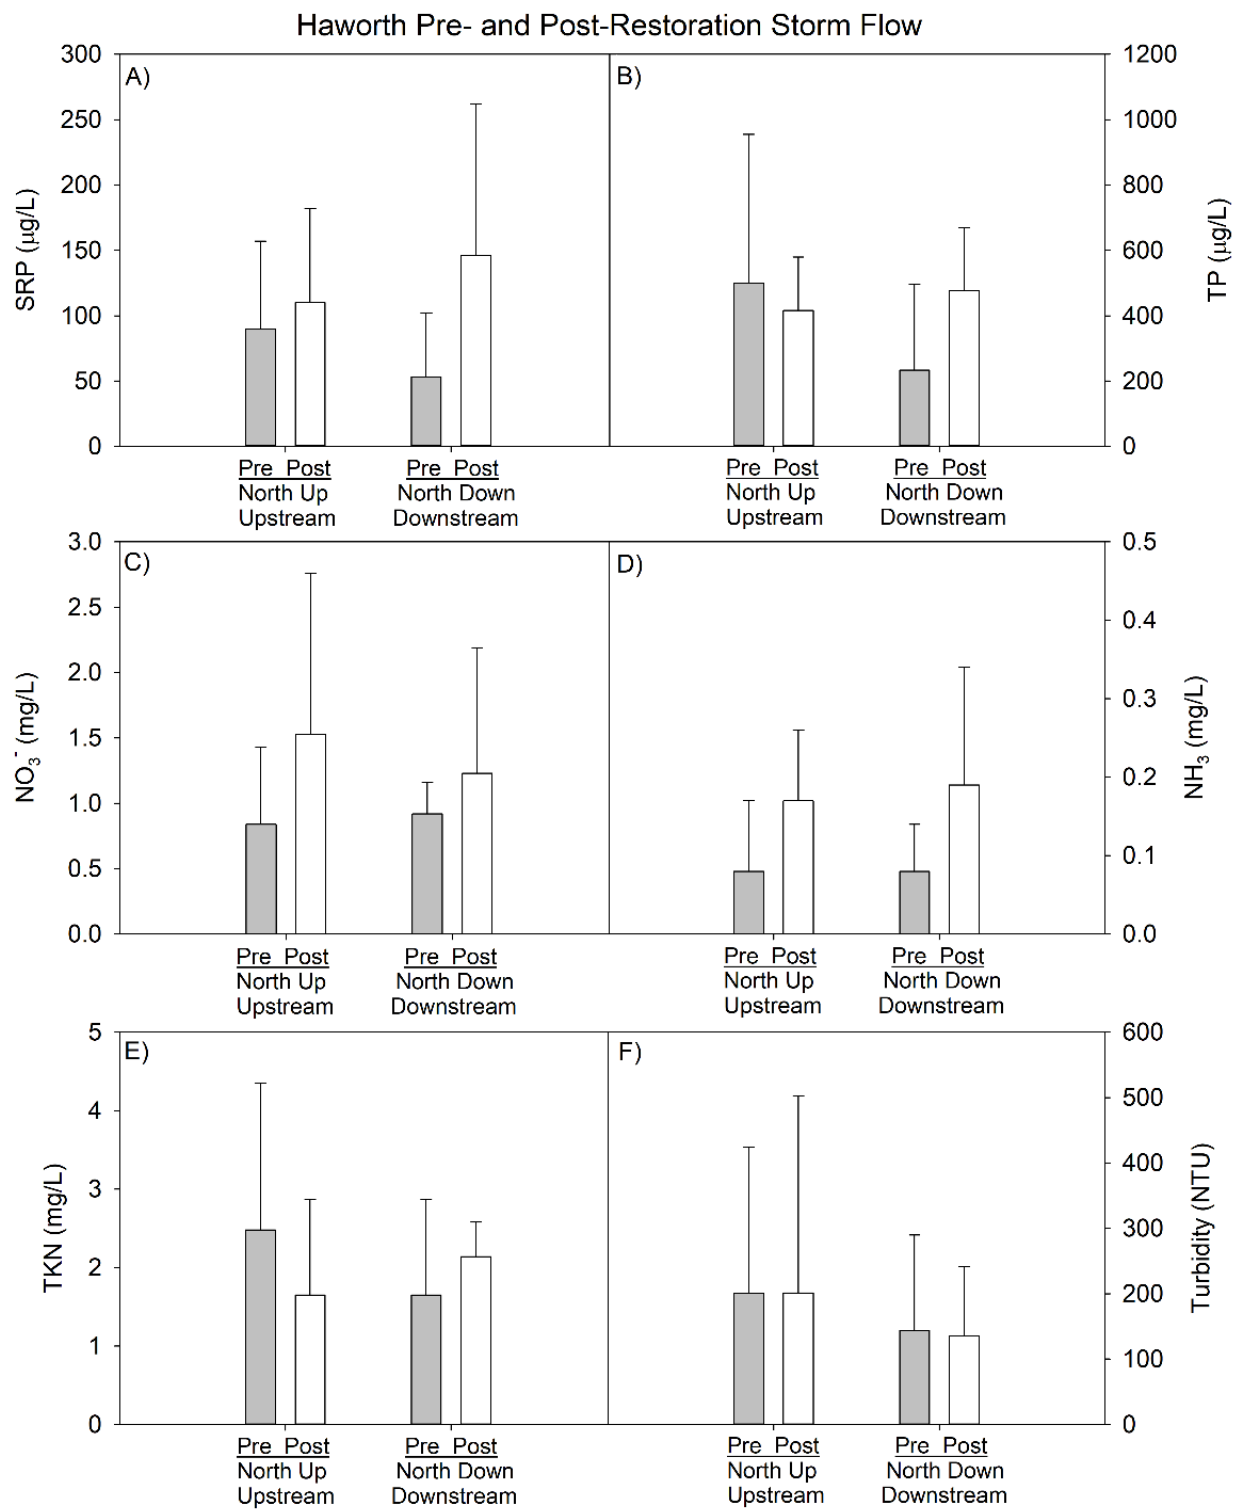 Haworth Pre- and Post-Restoration Storm Flow
A)
300
250
200
150
100
50
0
SRP (µg/L)
Pre Post
North Up
Upstream
Pre Post
North Down
Downstream
B)
1200
1000
800
600
400
200
0
TP (µg/L)
Pre Post
North Up
Upstream
Pre Post
North Down
Downstream
C)
3.0
2.5
2.0
1.5
1.0
0.5
0.0
NO₃⁻ (mg/L)
Pre Post
North Up
Upstream
Pre Post
North Down
Downstream
D)
0.5
0.4
0.3
0.2
0.1
0.0
NH₃ (mg/L)
Pre Post
North Up
Upstream
Pre Post
North Down
Downstream
E)
5
4
3
2
1
0
TKN (mg/L)
Pre Post
North Up
Upstream
Pre Post
North Down
Downstream
F)
600
500
400
300
200
100
0
Turbidity (NTU)
Pre Post
North Up
Upstream
Pre Post
North Down
Downstream